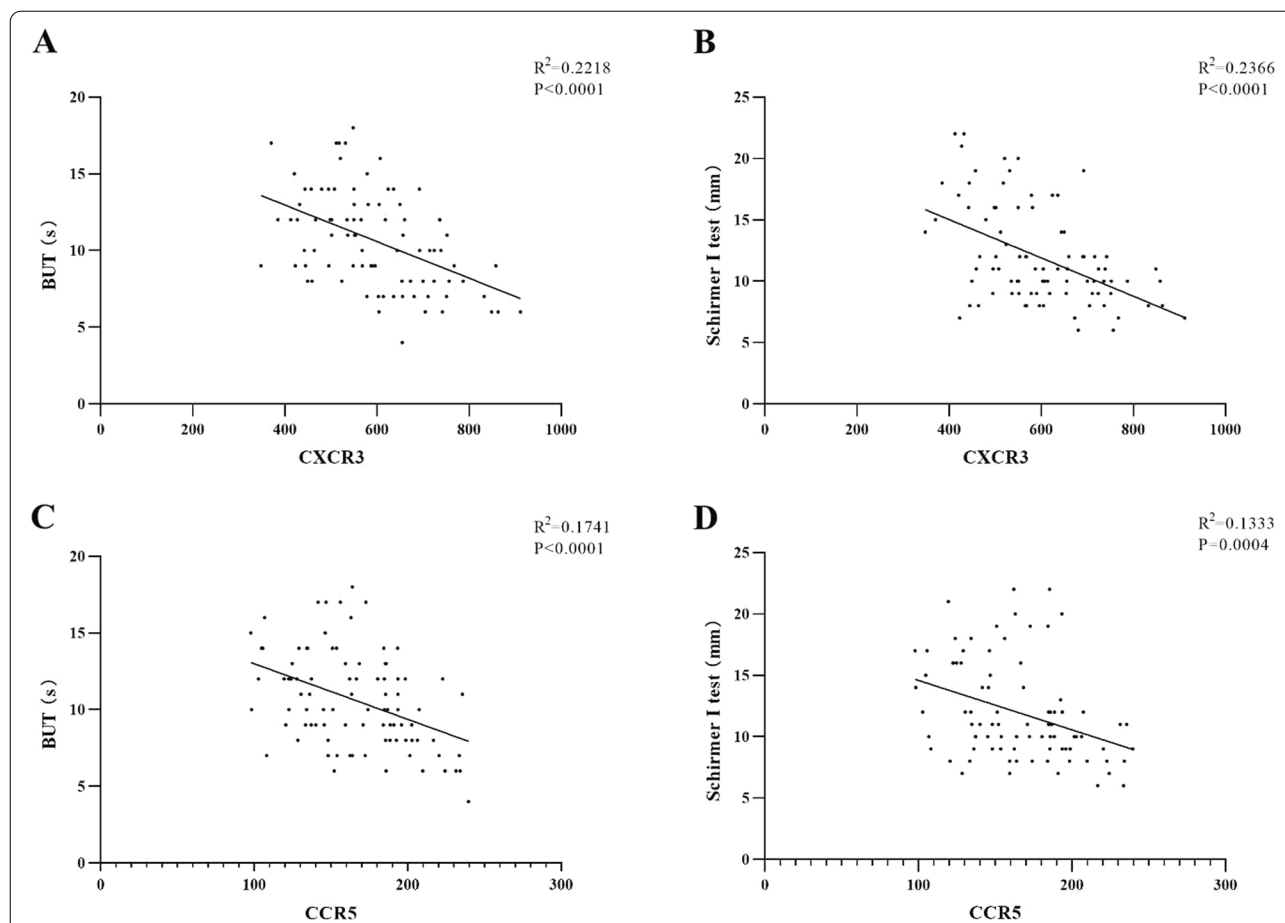 A
R²=0.2218
P<0.0001
20
15
10
5
0
BUT (s)
0 200 400 600 800 1000
CXCR3
B
R²=0.2366
P<0.0001
25
20
15
10
5
0
Schirmer I test (mm)
0 200 400 600 800 1000
CXCR3
C
R²=0.1741
P<0.0001
20
15
10
5
0
BUT (s)
0 100 200 300
CCR5
D
R²=0.1333
P=0.0004
25
20
15
10
5
0
Schirmer I test (mm)
0 100 200 300
CCR5